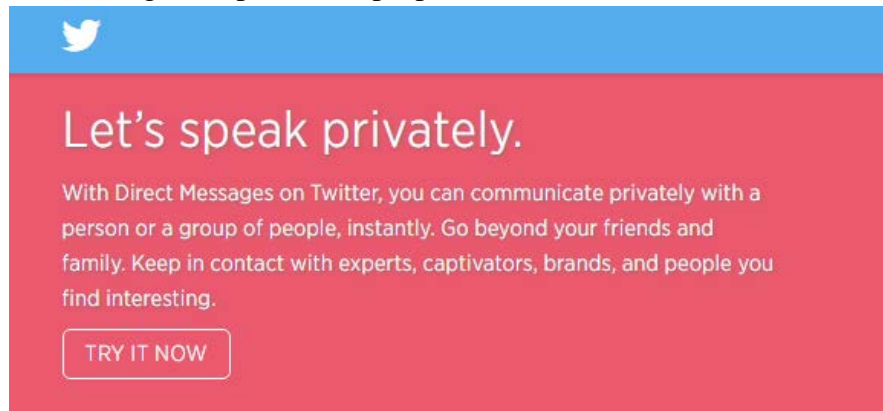 Let's speak privately.
With Direct Messages on Twitter, you can communicate privately with a
person or a group of people, instantly. Go beyond your friends and
family. Keep in contact with experts, captivators, brands, and people you
find interesting.
TRY IT NOW